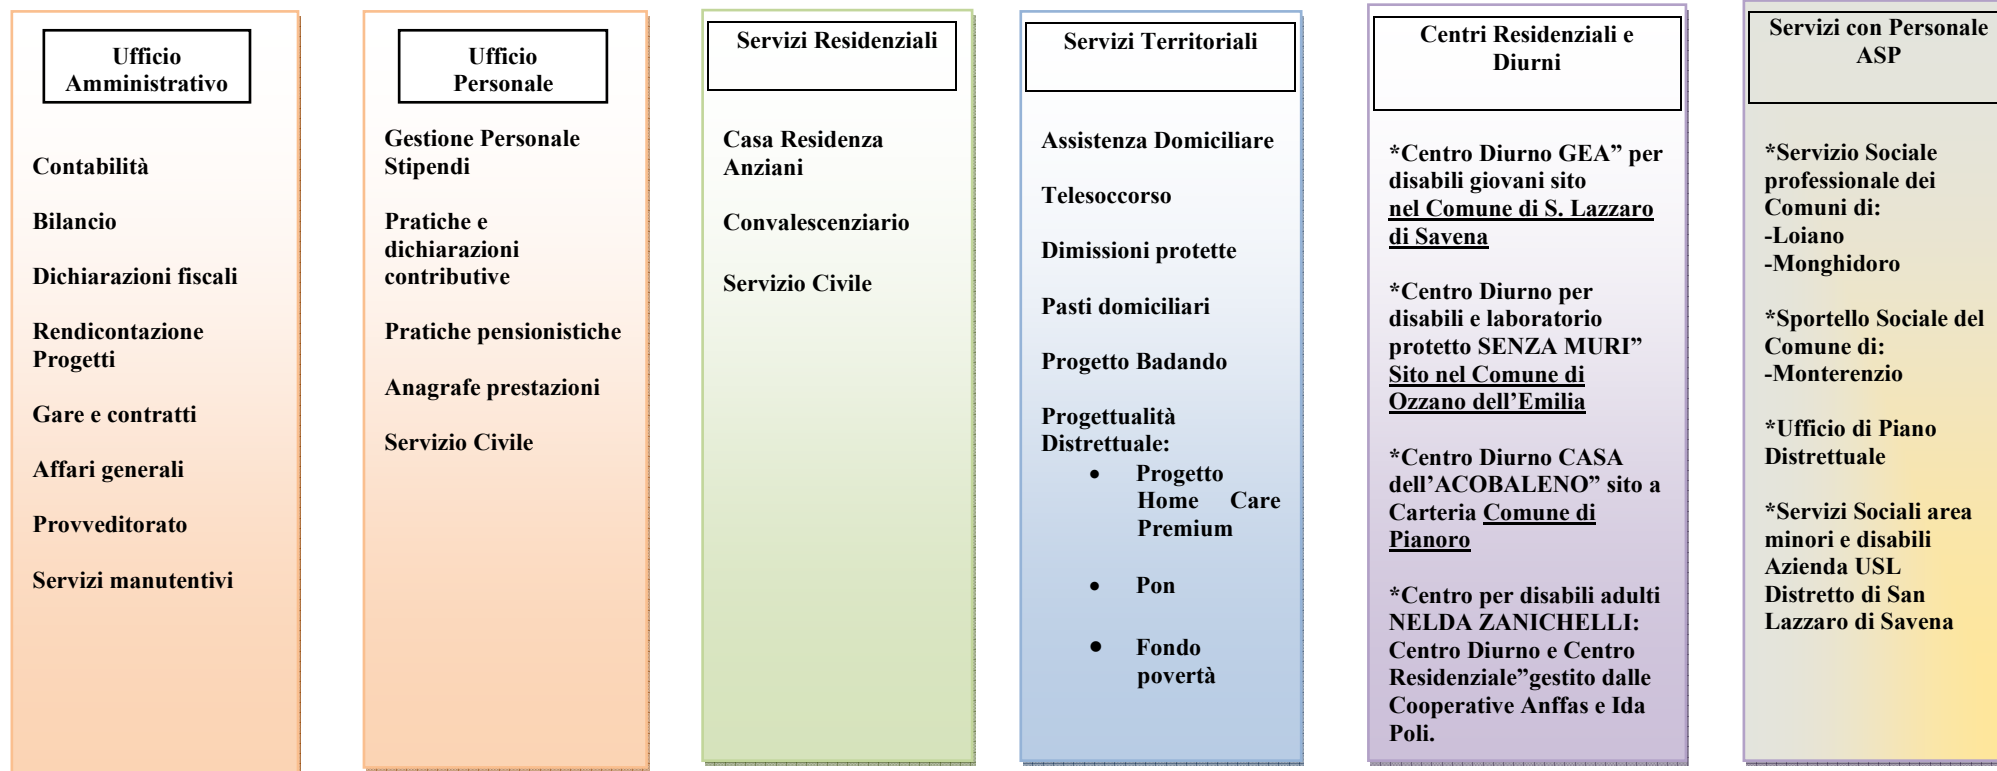 Ufficio
Amministrativo
Contabilità
Bilancio
Dichiarazioni fiscali
Rendicontazione
Progetti
Gare e contratti
Affari generali
Provveditorato
Servizi manutentivi
Ufficio
Personale
Gestione Personale
Stipendi
Pratiche e
dichiarazioni
contributive
Pratiche pensionistiche
Anagrafe prestazioni
Servizio Civile
Servizi Residenziali
Casa Residenza
Anziani
Convalescenziario
Servizio Civile
Servizi Territoriali
Assistenza Domiciliare
Telesoccorso
Dimissioni protette
Pasti domiciliari
Progetto Badando
Progettualità
Distrettuale:
• Progetto
Home Care
Premium
• Pon
• Fondo
povertà
Centri Residenziali e
Diurni
*Centro Diurno GEA” per
disabili giovani sito
nel Comune di S. Lazzaro
di Savena
*Centro Diurno per
disabili e laboratorio
protetto SENZA MURI”
Sito nel Comune di
Ozzano dell’Emilia
*Centro Diurno CASA
dell’ACOBALENO” sito a
Carteria Comune di
Pianoro
*Centro per disabili adulti
NELDA ZANICHELLI:
Centro Diurno e Centro
Residenziale”gestito dalle
Cooperative Anffas e Ida
Poli.
Servizi con Personale
ASP
*Servizio Sociale
professionale dei
Comuni di:
-Loiano
-Monghidoro
*Sportello Sociale del
Comune di:
-Monterenzio
*Ufficio di Piano
Distrettuale
*Servizi Sociali area
minori e disabili
Azienda USL
Distretto di San
Lazzaro di Savena